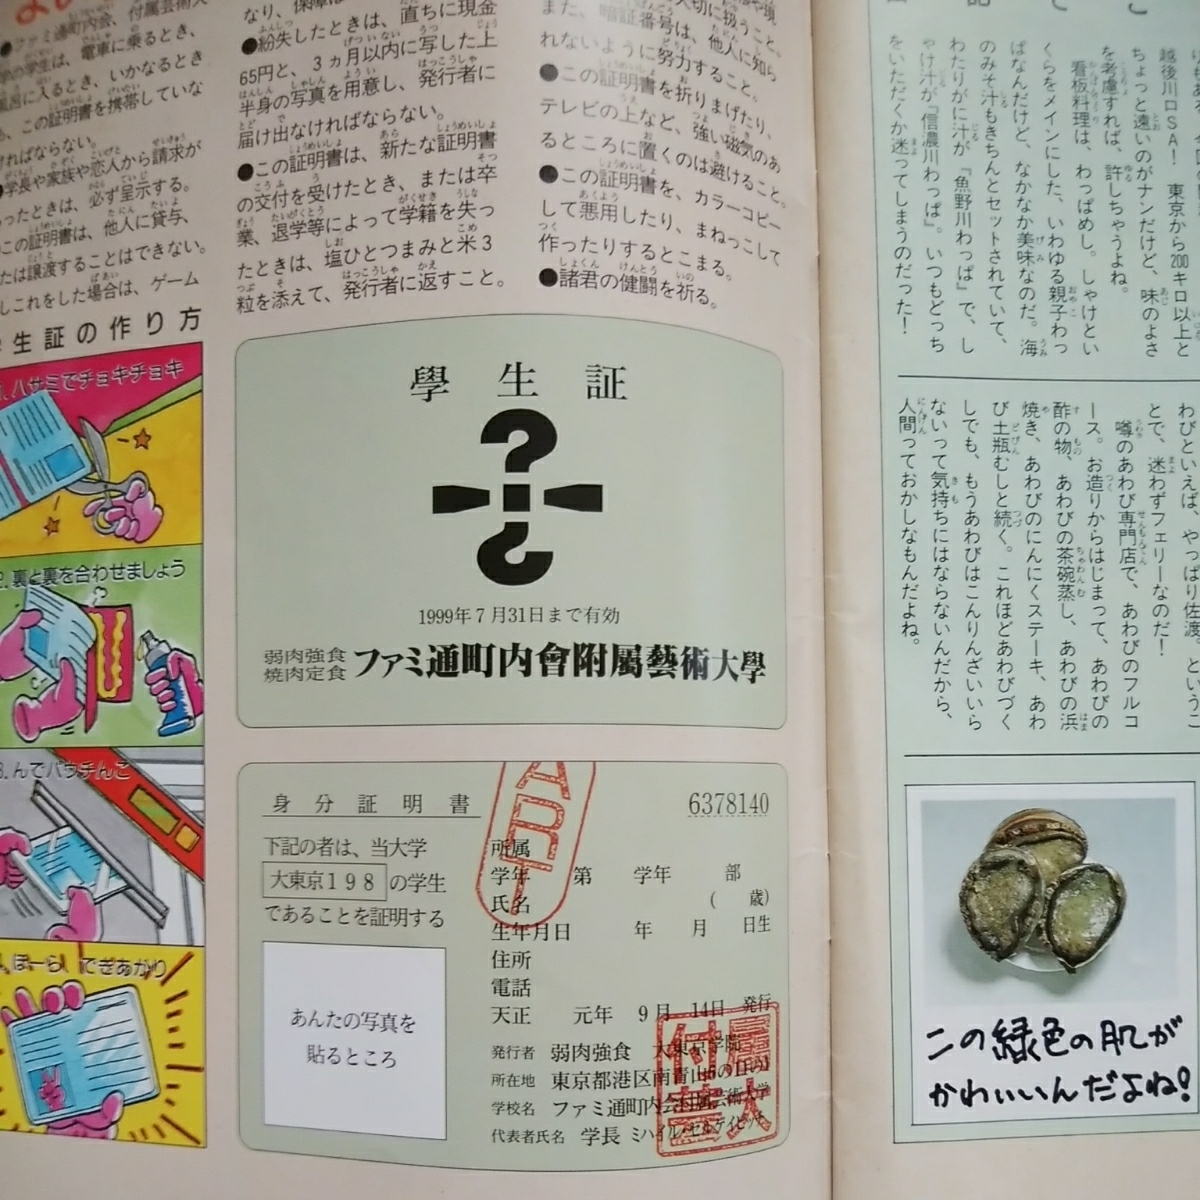 ファミ通町内会、付属芸術大
学の学生は、電車に乗るとき、
風呂に入るとき、いかなるとき
も、この証明書を携帯していな
ければならない。
●学長や家族や恋人から請求が
あったときは、必ず呈示する。
この証明書は、他人に貸与、
または譲渡することはできない。
しこれをした場合は、ゲーム
●紛失したときは、直ちに現金
65円と、3ヵ月以内に写した上
半身の写真を用意し、発行者に
届け出なければならない。
●この証明書は、新たな証明書
の交付を受けたとき、または卒
業、退学等によって学籍を失っ
たときは、塩ひとつまみと米3
粒を添えて、発行者に返すこと。
大切に扱うこと。
また、暗証番号は、他人に知ら
れないように努力すること。
●この証明書を折りまげたり、
テレビの上など、強い磁気のあ
るところに置くのは避けること。
●この証明書を、カラーコピー
して悪用したり、まねっこして
作ったりするとこまる。
●諸君の健闘を祈る。
生証の作り方
1.ハサミでチョキチョキ
2.裏と裏を合わせましょう
3.んでパウチんこ
ほーら、できあがり
學生証
1999年7月31日まで有効
弱肉強食
焼肉定食
ファミ通町内會附屬藝術大學
身分証明書
6378140
ART
下記の者は、当大学
大東京198の学生
であることを証明する
あんたの写真を
貼るところ
所属
学年 第 学年 部
氏名 ( 歳)
生年月日 年 月 日生
住所
電話
天正 元年 9月 14日 発行
発行者 弱肉強食 大東京学院
所在地 東京都港区南青山6の
学校名 ファミ通町内会付属芸術大学
代表者氏名 学長 ミハイル・セルゲイビッチ
付属
芸大
越後川口SA! 東京から200キロ以上と
ちょっと遠いのがナンだけど、味のよさ
を考慮すれば、許しちゃうよね。
看板料理は、わっぱめし。しゃけとい
くらをメインにした、いわゆる親子わっ
ぱなんだけど、なかなか美味なのだ。海
のみそ汁もきちんとセットされていて、
わたりがに汁が『魚野川わっぱ』で、し
ゃけ汁が『信濃川わっぱ』。いつもどっち
をいただくか迷ってしまうのだった!
わびといえば、やっぱり佐渡。というこ
とで、迷わずフェリーなのだ!
噂のあわび専門店で、あわびのフルコ
ース。お造りからはじまって、あわびの
酢の物、あわびの茶碗蒸し、あわびの浜
焼き、あわびのにんにくステーキ、あわ
び土瓶むしと続く。これほどあわびづく
しでも、もうあわびはこんりんざいいら
ないって気持ちにはならないんだから、
人間っておかしなもんだよね。
この緑色の肌が
かわいいんだよね!